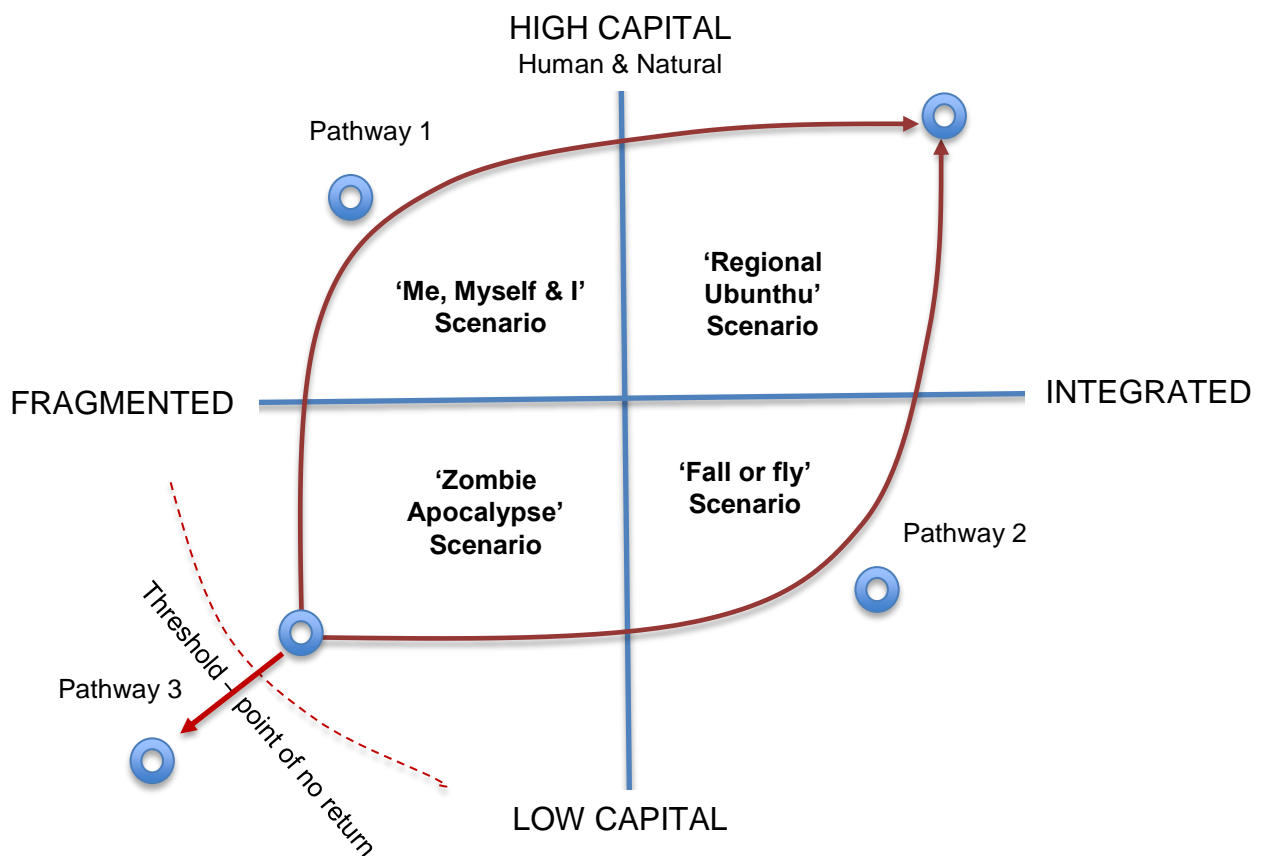 HIGH CAPITAL
Human & Natural
Pathway 1
‘Me, Myself & I’
Scenario
‘Regional
Ubunthu’
Scenario
FRAGMENTED
INTEGRATED
‘Zombie
Apocalypse’
Scenario
‘Fall or fly’
Scenario
Pathway 2
Threshold – point of no return
Pathway 3
LOW CAPITAL